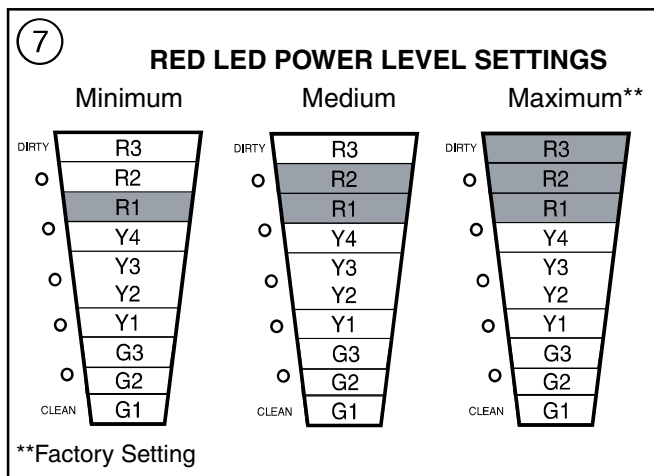 7
RED LED POWER LEVEL SETTINGS
Minimum
DIRTY
R3
R2
R1
Y4
Y3
Y2
Y1
G3
G2
G1
CLEAN
Medium
DIRTY
R3
R2
R1
Y4
Y3
Y2
Y1
G3
G2
G1
CLEAN
Maximum**
DIRTY
R3
R2
R1
Y4
Y3
Y2
Y1
G3
G2
G1
CLEAN
**Factory Setting